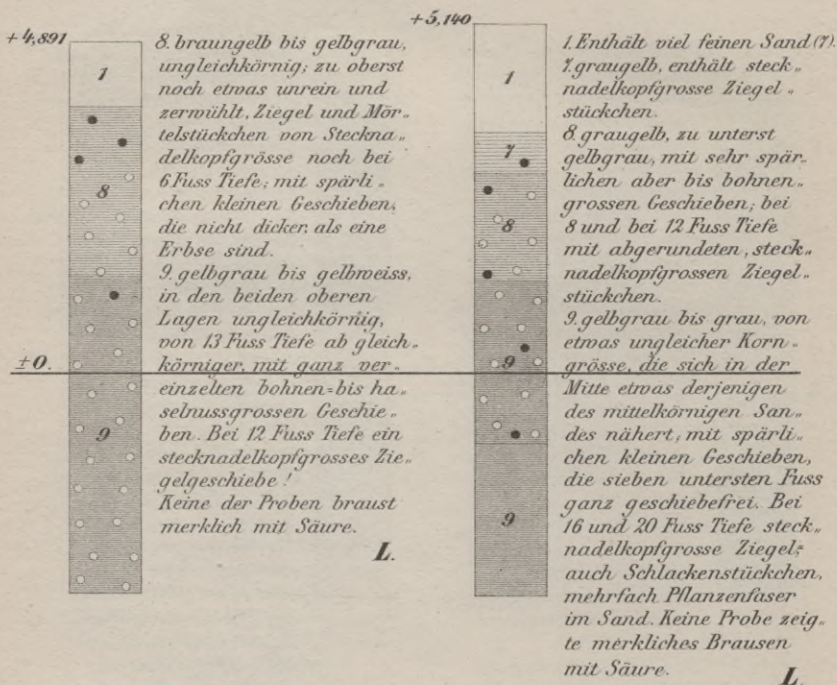 +4,891
1
8
9
±0.
8. braungelb bis gelbgrau,
ungleichkörnig; zu oberst
noch etwas unrein und
zerwühlt, Ziegel und Mör„
telstückchen von Steckna„
delkopfgrösse noch bei
6 Fuss Tiefe; mit spärli„
chen kleinen Geschieben,
die nicht dicker als eine
Erbse sind.
9. gelbgrau bis gelbweiss,
in den beiden oberen
Lagen ungleichkörnig,
von 13 Fuss Tiefe ab gleich„
körniger, mit ganz ver„
einzelten bohnen=bis ha„
selnussgrossen Geschie„
ben. Bei 12 Fuss Tiefe ein
stecknadelkopfgrosses Zie„
gelgeschiebe!
Keine der Proben braust
merklich mit Säure.
L.
+5,140
1
7
8
9
9
1. Enthält viel feinen Sand (7).
7. graugelb, enthält steck„
nadelkopfgrosse Ziegel„
stückchen.
8. graugelb, zu unterst
gelbgrau, mit sehr spär„
lichen aber bis bohnen„
grossen Geschieben; bei
8 und bei 12 Fuss Tiefe
mit abgerundeten, steck„
nadelkopfgrossen Ziegel„
stückchen.
9. gelbgrau bis grau, von
etwas ungleicher Korn„
grösse, die sich in der
Mitte etwas derjenigen
des mittelkörnigen San„
des nähert; mit spärli„
chen kleinen Geschieben,
die sieben untersten Fuss
ganz geschiebefrei. Bei
16 und 20 Fuss Tiefe steck„
nadelkopfgrosse Ziegel=
auch Schlackenstückchen,
mehrfach Pflanzenfaser
im Sand. Keine Probe zeig„
te merkliches Brausen
mit Säure.
L.